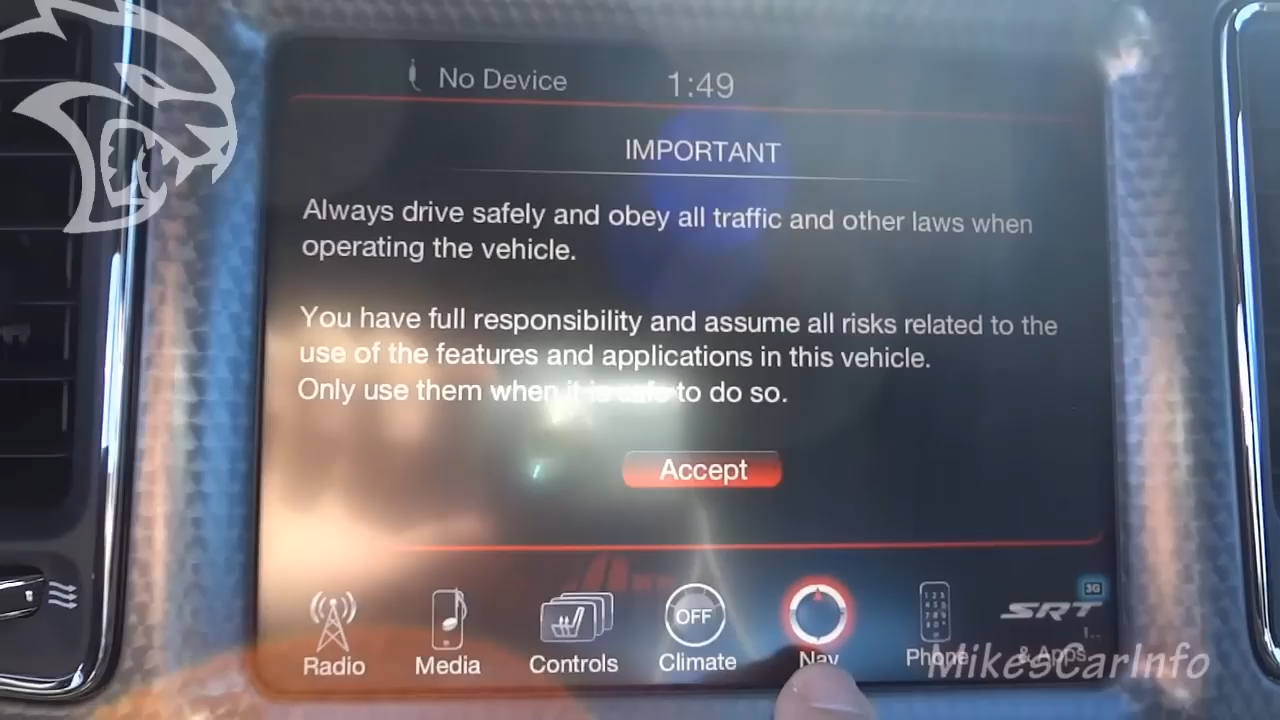 No Device 1:49
IMPORTANT
Always drive safely and obey all traffic and other laws when
operating the vehicle.
You have full responsibility and assume all risks related to the
use of the features and applications in this vehicle.
Only use them when it is safe to do so.
Accept
3G
OFF
SRT
Radio Media Controls Climate Nav Phone & Apps
MikesCarInfo